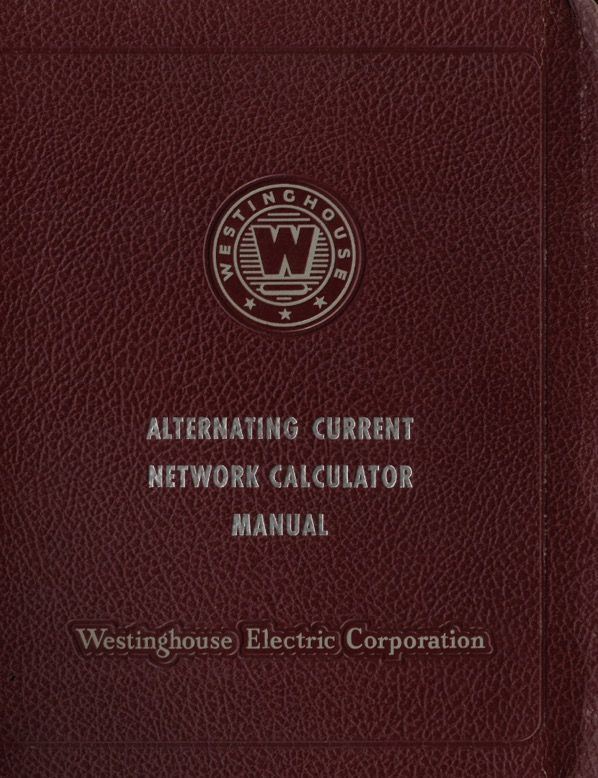 WESTINGHOUSE
W
ALTERNATING CURRENT
NETWORK CALCULATOR
MANUAL
Westinghouse Electric Corporation